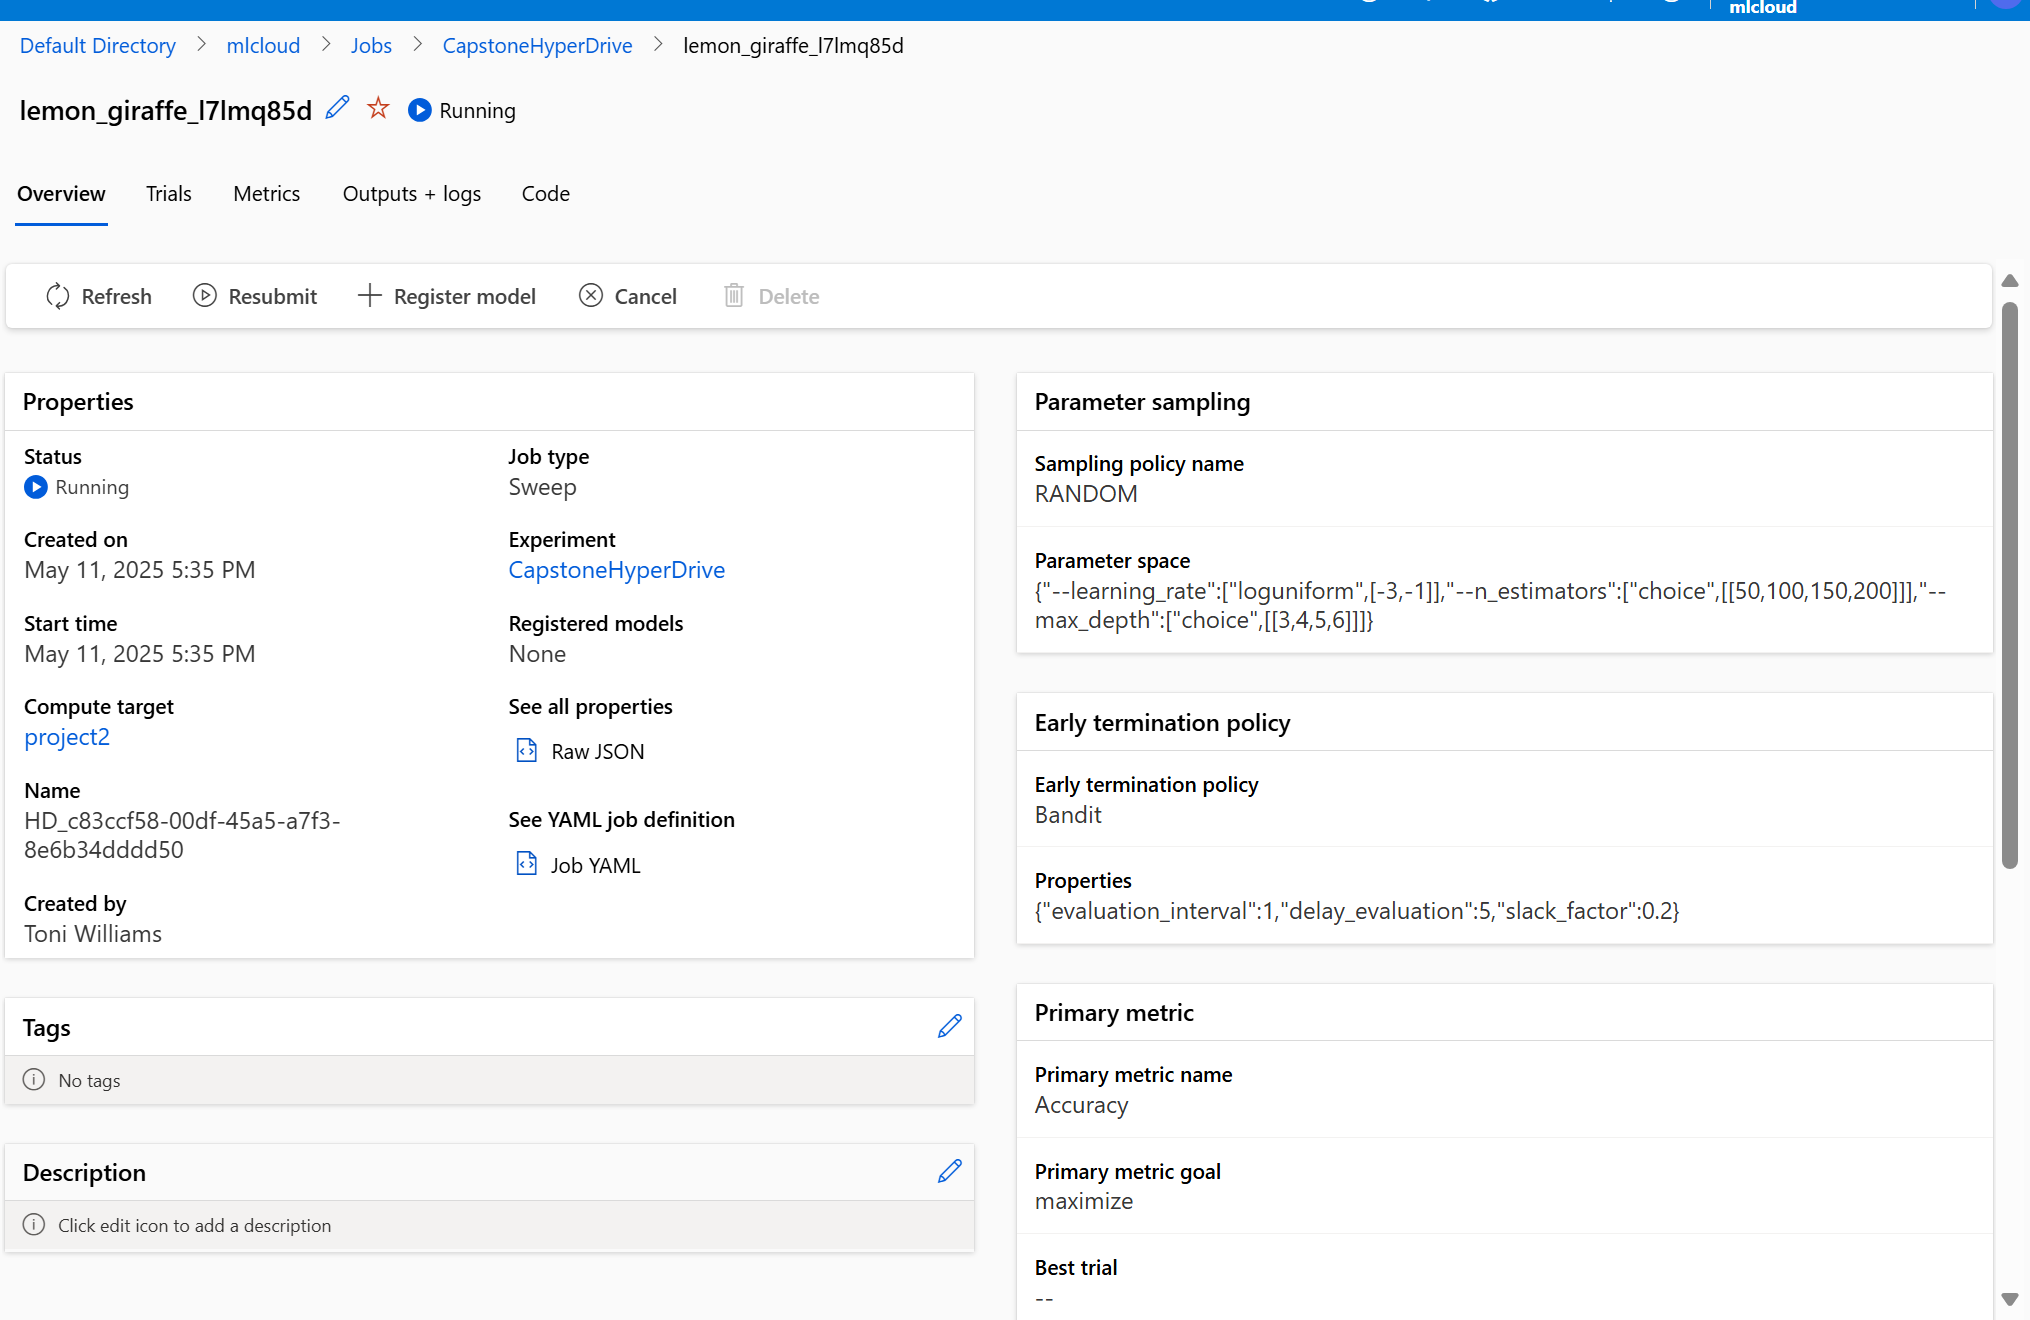 mlcloud
Default Directory > mlcloud > Jobs > CapstoneHyperDrive > lemon_giraffe_l7lmq85d
lemon_giraffe_l7lmq85d Running
Overview Trials Metrics Outputs + logs Code
Refresh Resubmit Register model Cancel Delete
Properties
Status
Running
Created on
May 11, 2025 5:35 PM
Start time
May 11, 2025 5:35 PM
Compute target
project2
Name
HD_c83ccf58-00df-45a5-a7f3-
8e6b34dddd50
Created by
Toni Williams
Job type
Sweep
Experiment
CapstoneHyperDrive
Registered models
None
See all properties
Raw JSON
See YAML job definition
Job YAML
Tags
No tags
Description
Click edit icon to add a description
Parameter sampling
Sampling policy name
RANDOM
Parameter space
{"--learning_rate":["loguniform",[-3,-1]],"--n_estimators":["choice",[[50,100,150,200]]],"--
max_depth":["choice",[[3,4,5,6]]]}
Early termination policy
Early termination policy
Bandit
Properties
{"evaluation_interval":1,"delay_evaluation":5,"slack_factor":0.2}
Primary metric
Primary metric name
Accuracy
Primary metric goal
maximize
Best trial
--